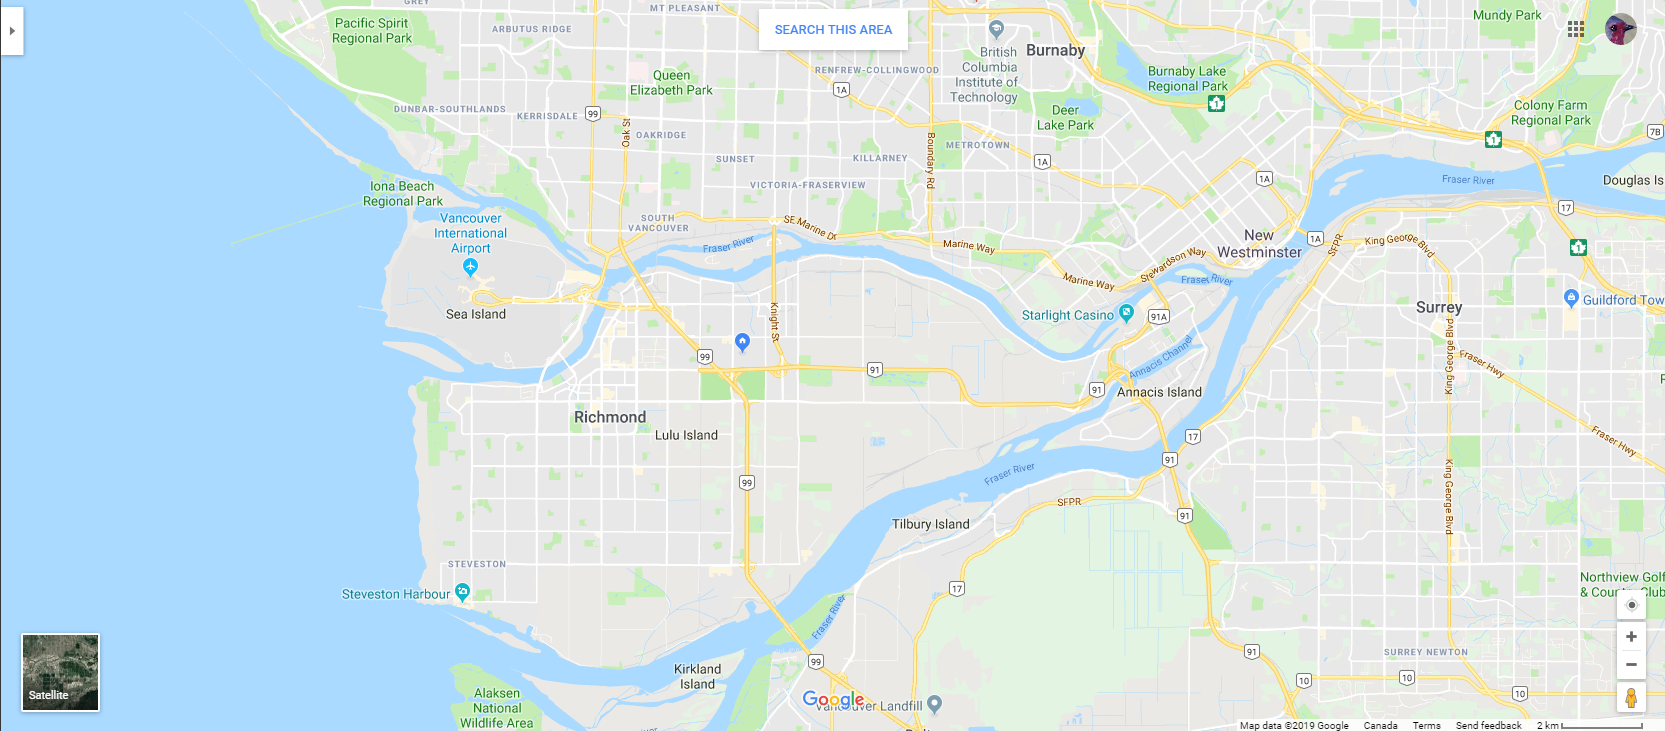 GREY
MT PLEASANT
Mundy Park
Pacific Spirit
Regional Park
ARBUTUS RIDGE
SEARCH THIS AREA
British
Columbia
Institute of
Technology
Burnaby
Queen
Elizabeth Park
RENFREW-COLLINGWOOD
1A
Burnaby Lake
Regional Park
1
Deer
Lake Park
Colony Farm
Regional Park
7B
1
DUNBAR-SOUTHLANDS
KERRISDALE
99
Oak St
OAKRIDGE
SUNSET
KILLARNEY
Boundary Rd
METROTOWN
1A
1A
Fraser River
Douglas Is
17
Iona Beach
Regional Park
VICTORIA-FRASERVIEW
Vancouver
International
Airport
SOUTH
VANCOUVER
SE Marine Dr
Fraser River
Marine Way
New
Westminster
1A
SFPR
King George Blvd
1
Stewardson Way
Marine Way
Fraser River
Sea Island
Knight St
Starlight Casino
91A
Surrey
Guildford Tow
99
91
Annacis Channel
91
Annacis Island
King George Blvd
Fraser Hwy
Richmond
Lulu Island
17
91
Fraser Hwy
99
Fraser River
King George Blvd
SFPR
91
Tilbury Island
STEVESTON
Steveston Harbour
17
Northview Golf
& Country Club
Fraser River
Satellite
Kirkland
Island
99
91
SURREY NEWTON
10
10
10
Alaksen
National
Wildlife Area
Google
Vancouver Landfill
Map data ©2019 Google
Canada
Terms
Send feedback
2 km